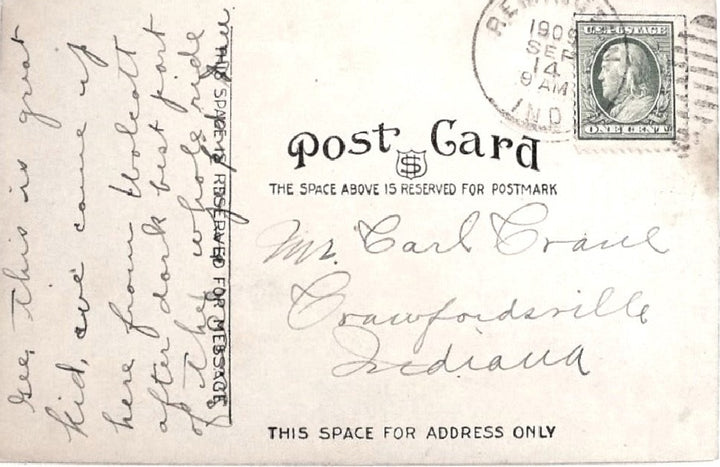 Gee, this is great
kid, we came up
here from Wolcott
after dark best part
of the whole ride
THIS SPACE IS RESERVED FOR MESSAGE
1909
SEP
14
9 AM
IND
U.S. POSTAGE
ONE CENT
Post Card
THE SPACE ABOVE IS RESERVED FOR POSTMARK
Mr. Carl Crane
Crawfordsville
Indiana
THIS SPACE FOR ADDRESS ONLY